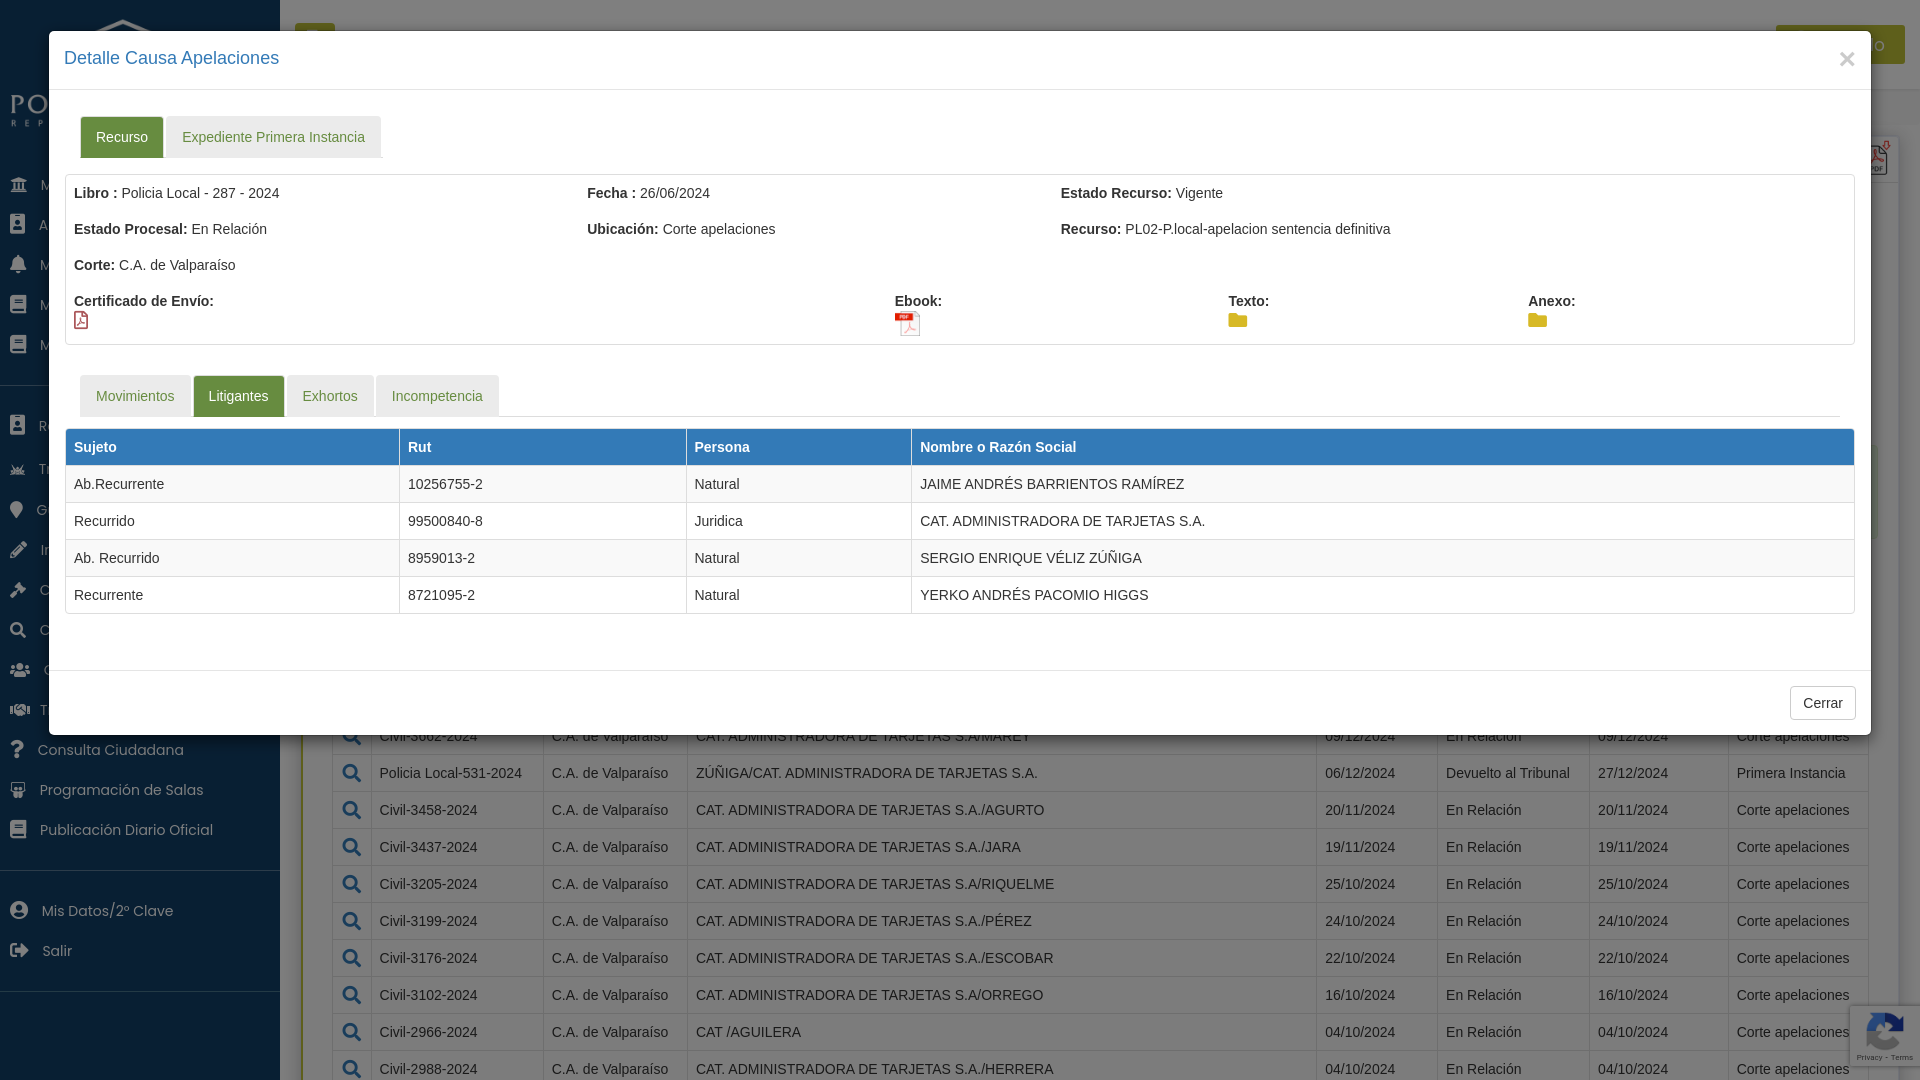 Detalle Causa Apelaciones
×
Recurso Expediente Primera Instancia
Libro : Policia Local - 287 - 2024 Fecha : 26/06/2024 Estado Recurso: Vigente
Estado Procesal: En Relación Ubicación: Corte apelaciones Recurso: PL02-P.local-apelacion sentencia definitiva
Corte: C.A. de Valparaíso
Certificado de Envío: Ebook: Texto: Anexo:
Movimientos Litigantes Exhortos Incompetencia
Sujeto Rut Persona Nombre o Razón Social
Ab.Recurrente 10256755-2 Natural JAIME ANDRÉS BARRIENTOS RAMÍREZ
Recurrido 99500840-8 Juridica CAT. ADMINISTRADORA DE TARJETAS S.A.
Ab. Recurrido 8959013-2 Natural SERGIO ENRIQUE VÉLIZ ZÚÑIGA
Recurrente 8721095-2 Natural YERKO ANDRÉS PACOMIO HIGGS
Cerrar
Consulta Ciudadana
Programación de Salas
Publicación Diario Oficial
Mis Datos/2º Clave
Salir
Civil-3662-2024 C.A. de Valparaíso CAT. ADMINISTRADORA DE TARJETAS S.A/MAREY 09/12/2024 En Relación 09/12/2024 Corte apelaciones
Policia Local-531-2024 C.A. de Valparaíso ZÚÑIGA/CAT. ADMINISTRADORA DE TARJETAS S.A. 06/12/2024 Devuelto al Tribunal 27/12/2024 Primera Instancia
Civil-3458-2024 C.A. de Valparaíso CAT. ADMINISTRADORA DE TARJETAS S.A./AGURTO 20/11/2024 En Relación 20/11/2024 Corte apelaciones
Civil-3437-2024 C.A. de Valparaíso CAT. ADMINISTRADORA DE TARJETAS S.A./JARA 19/11/2024 En Relación 19/11/2024 Corte apelaciones
Civil-3205-2024 C.A. de Valparaíso CAT. ADMINISTRADORA DE TARJETAS S.A/RIQUELME 25/10/2024 En Relación 25/10/2024 Corte apelaciones
Civil-3199-2024 C.A. de Valparaíso CAT. ADMINISTRADORA DE TARJETAS S.A./PÉREZ 24/10/2024 En Relación 24/10/2024 Corte apelaciones
Civil-3176-2024 C.A. de Valparaíso CAT. ADMINISTRADORA DE TARJETAS S.A./ESCOBAR 22/10/2024 En Relación 22/10/2024 Corte apelaciones
Civil-3102-2024 C.A. de Valparaíso CAT. ADMINISTRADORA DE TARJETAS S.A/ORREGO 16/10/2024 En Relación 16/10/2024 Corte apelaciones
Civil-2966-2024 C.A. de Valparaíso CAT /AGUILERA 04/10/2024 En Relación 04/10/2024 Corte apelaciones
Civil-2988-2024 C.A. de Valparaíso CAT. ADMINISTRADORA DE TARJETAS S.A./HERRERA 04/10/2024 En Relación 04/10/2024 Corte apelaciones
Privacy - Terms